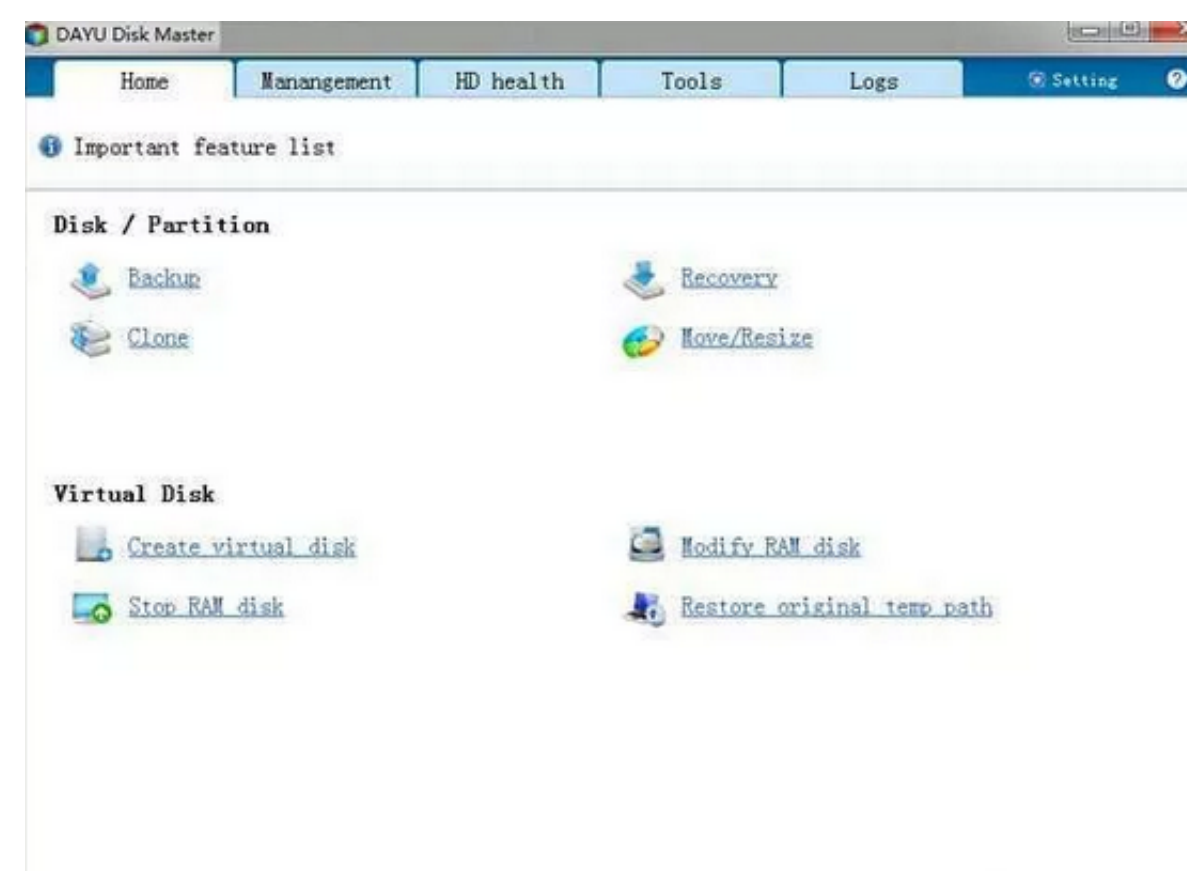 DAYU Disk Master
Home Manangement HD health Tools Logs Setting
Important feature list
Disk / Partition
Backup Recovery
Clone Move/Resize
Virtual Disk
Create virtual disk Modify RAM disk
Stop RAM disk Restore original temp path